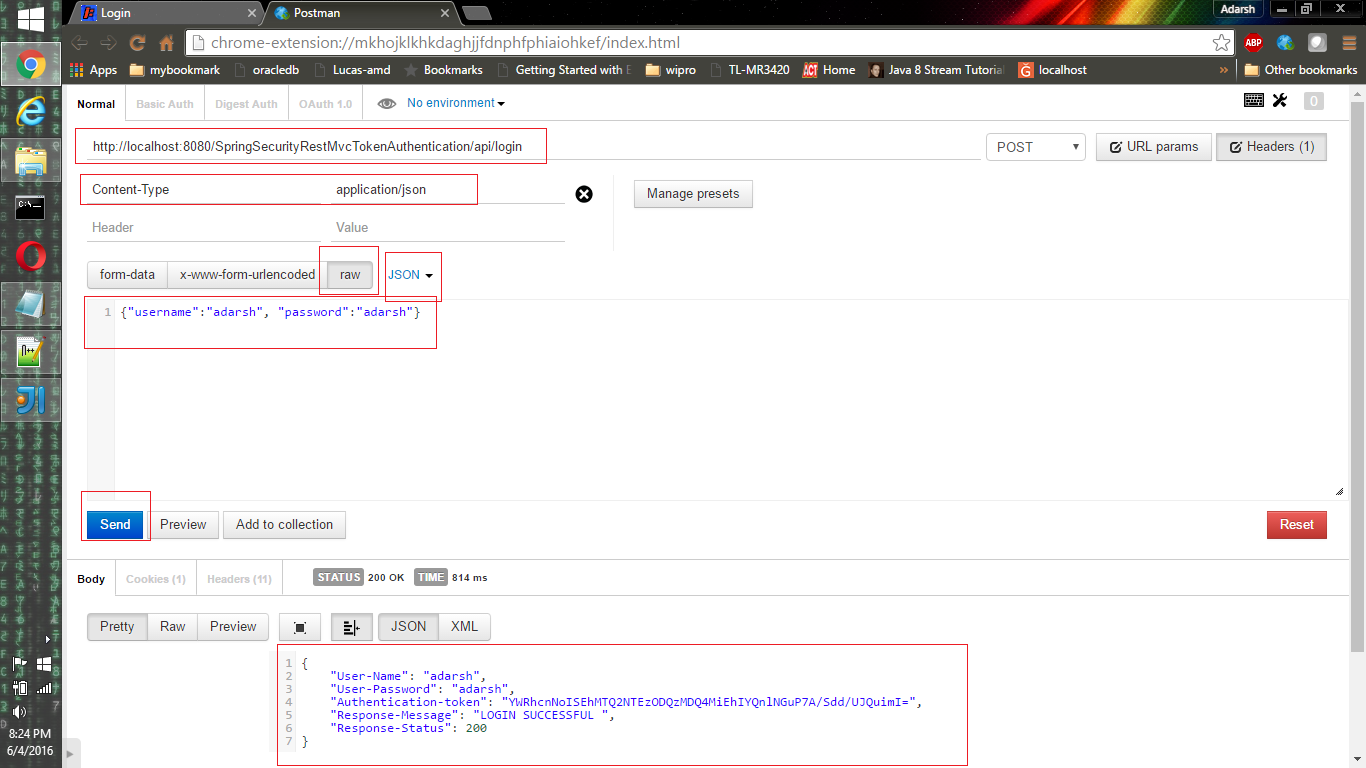 Login
Postman
Adarsh
chrome-extension://mkhojklkhkdaghjjfdnphfphiaiohkef/index.html
ABP
Apps mybookmark oracledb Lucas-amd Bookmarks Getting Started with E wipro TL-MR3420 ACT Home Java 8 Stream Tutorial localhost » Other bookmarks
Normal Basic Auth Digest Auth OAuth 1.0 No environment 0
http://localhost:8080/SpringSecurityRestMvcTokenAuthentication/api/login POST URL params Headers (1)
Content-Type application/json Manage presets
Header Value
form-data x-www-form-urlencoded raw JSON
1 {"username":"adarsh", "password":"adarsh"}
Send Preview Add to collection Reset
Body Cookies (1) Headers (11) STATUS 200 OK TIME 814 ms
Pretty Raw Preview JSON XML
1 {
2 "User-Name": "adarsh",
3 "User-Password": "adarsh",
4 "Authentication-token": "YWRhcnNoISEhMTQ2NTEzODQzMDQ4MiEhIYQnlNGuP7A/Sdd/UJQuimI=",
5 "Response-Message": "LOGIN SUCCESSFUL ",
6 "Response-Status": 200
7 }
8:24 PM
6/4/2016